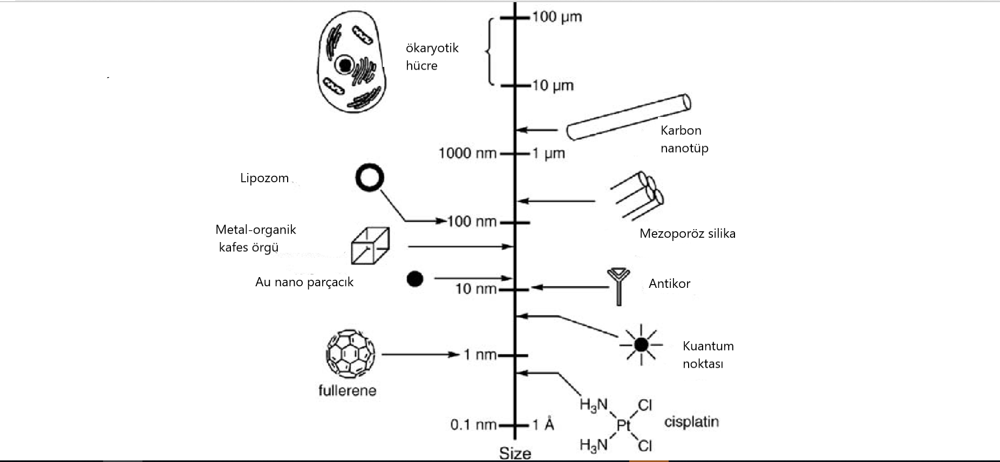 100 µm
ökaryotik
hücre
10 µm
Karbon
nanotüp
1000 nm
1 µm
Lipozom
100 nm
Metal-organik
kafes örgü
Mezoporöz silika
Au nano parçacık
10 nm
Antikor
Kuantum
noktası
1 nm
fullerene
H₃N
Cl
Pt
cisplatin
0.1 nm
1 Å
H₃N
Cl
Size